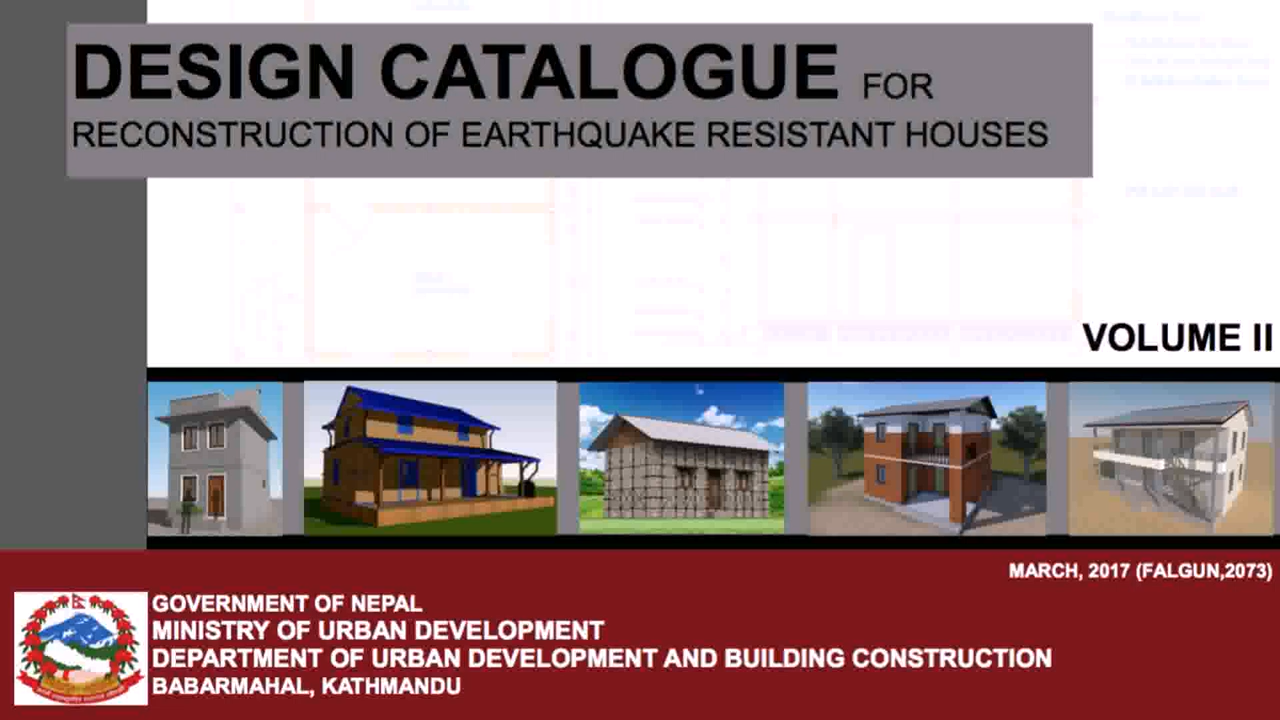 DESIGN CATALOGUE FOR
RECONSTRUCTION OF EARTHQUAKE RESISTANT HOUSES
VOLUME II
MARCH, 2017 (FALGUN,2073)
GOVERNMENT OF NEPAL
MINISTRY OF URBAN DEVELOPMENT
DEPARTMENT OF URBAN DEVELOPMENT AND BUILDING CONSTRUCTION
BABARMAHAL, KATHMANDU